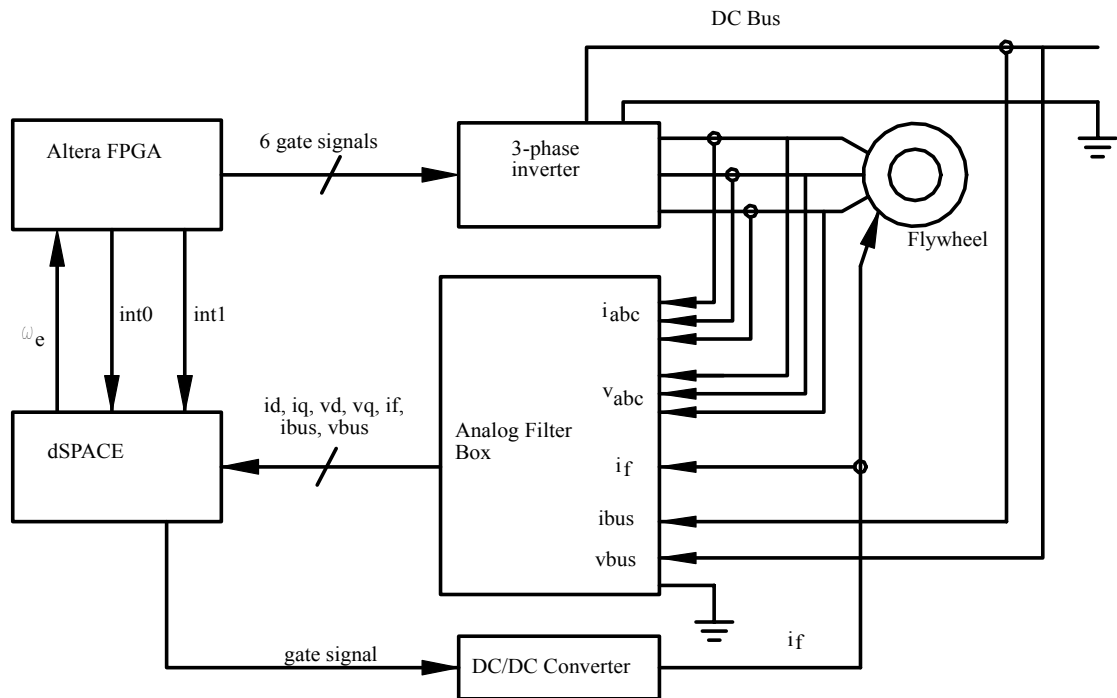 DC Bus
Altera FPGA
6 gate signals
3-phase
inverter
Flywheel
ωe
int0
int1
iabc
vabc
id, iq, vd, vq, if,
ibus, vbus
dSPACE
Analog Filter
Box
if
ibus
vbus
gate signal
DC/DC Converter
if